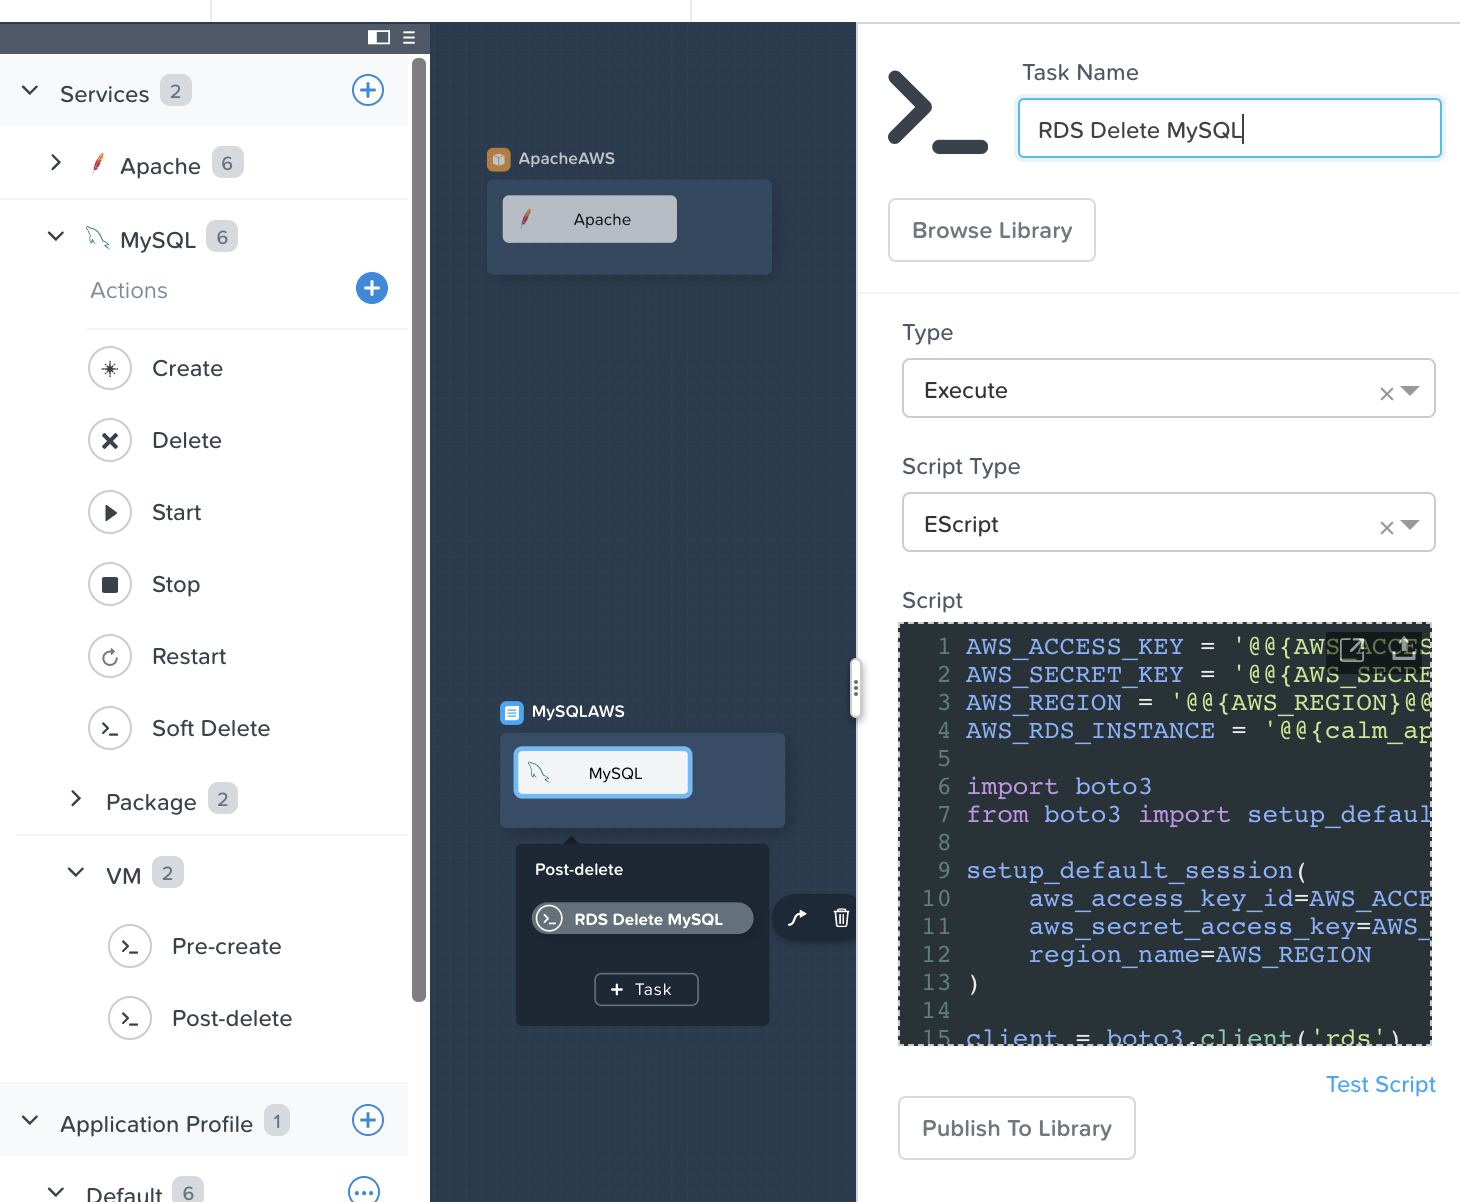 Services 2
Apache 6
MySQL 6
Actions
Create
Delete
Start
Stop
Restart
Soft Delete
Package 2
VM 2
Pre-create
Post-delete
Application Profile 1
Default 6
ApacheAWS
Apache
MySQLAWS
MySQL
Post-delete
RDS Delete MySQL
+ Task
Task Name
RDS Delete MySQL
Browse Library
Type
Execute
Script Type
EScript
Script
1 AWS_ACCESS_KEY = '@@{AWS_ACCES
2 AWS_SECRET_KEY = '@@{AWS_SECRE
3 AWS_REGION = '@@{AWS_REGION}@@
4 AWS_RDS_INSTANCE = '@@{calm_ap
5
6 import boto3
7 from boto3 import setup_defaul
8
9 setup_default_session(
10 aws_access_key_id=AWS_ACCE
11 aws_secret_access_key=AWS_
12 region_name=AWS_REGION
13 )
14
15 client = boto3.client('rds')
Test Script
Publish To Library